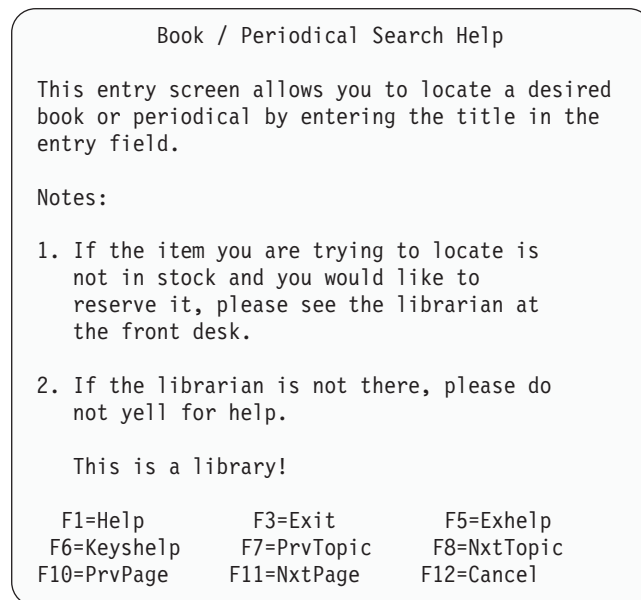 Book / Periodical Search Help
This entry screen allows you to locate a desired
book or periodical by entering the title in the
entry field.
Notes:
1. If the item you are trying to locate is
not in stock and you would like to
reserve it, please see the librarian at
the front desk.
2. If the librarian is not there, please do
not yell for help.
This is a library!
F1=Help F3=Exit F5=Exhelp
F6=Keyshelp F7=PrvTopic F8=NxtTopic
F10=PrvPage F11=NxtPage F12=Cancel